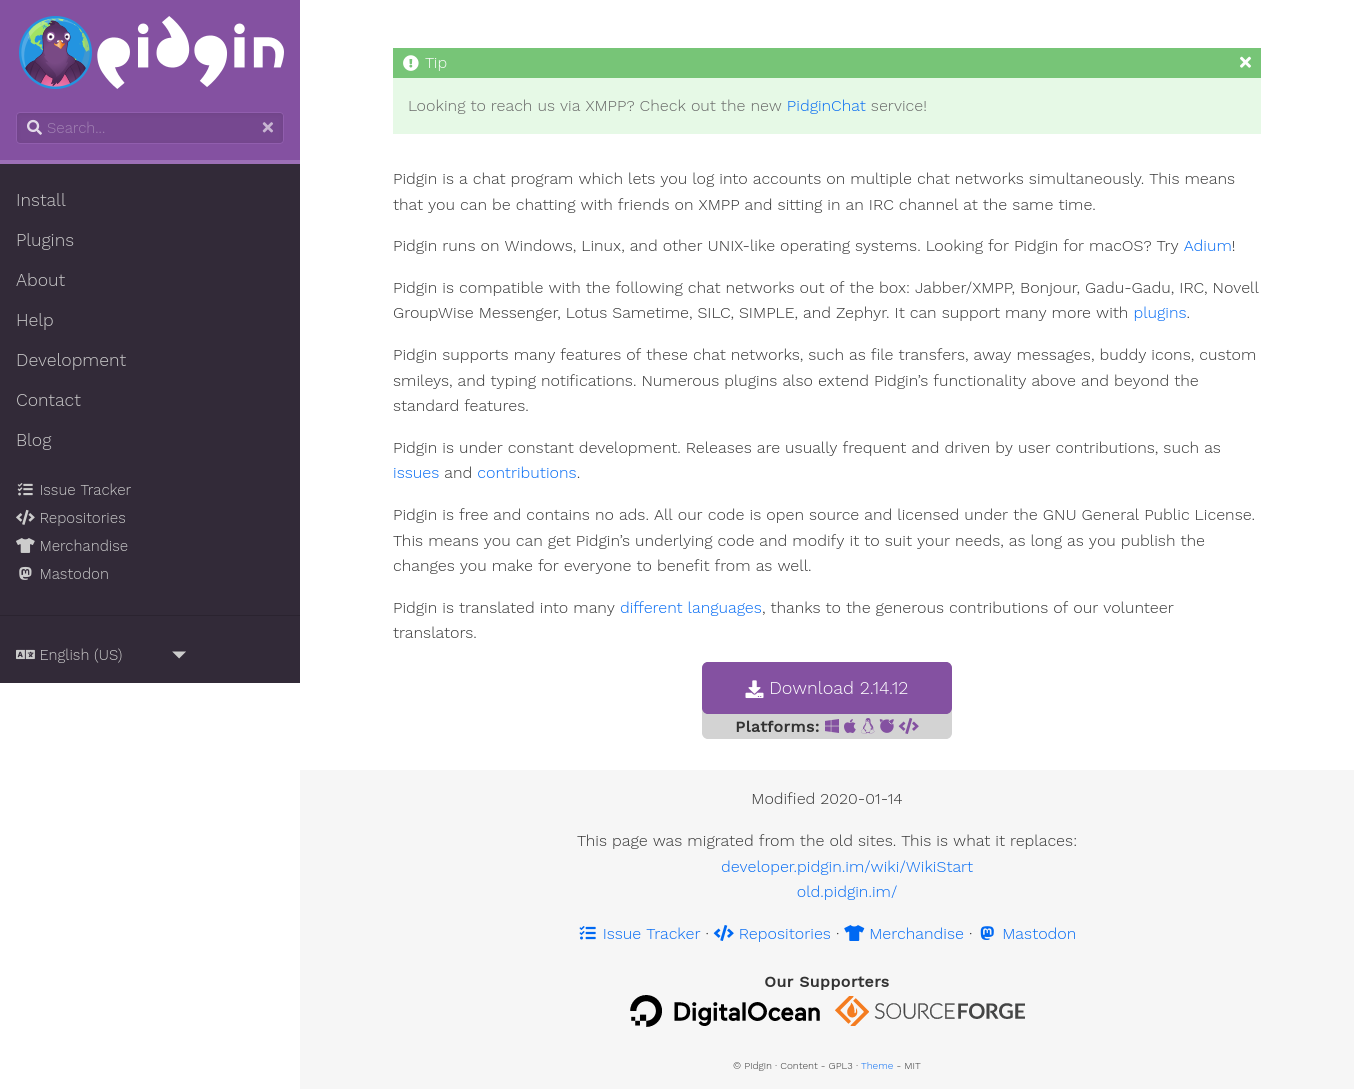 pidgin
Search...
Install
Plugins
About
Help
Development
Contact
Blog
Issue Tracker
Repositories
Merchandise
Mastodon
English (US)
Tip
Looking to reach us via XMPP? Check out the new PidginChat service!
Pidgin is a chat program which lets you log into accounts on multiple chat networks simultaneously. This means
that you can be chatting with friends on XMPP and sitting in an IRC channel at the same time.
Pidgin runs on Windows, Linux, and other UNIX-like operating systems. Looking for Pidgin for macOS? Try Adium!
Pidgin is compatible with the following chat networks out of the box: Jabber/XMPP, Bonjour, Gadu-Gadu, IRC, Novell
GroupWise Messenger, Lotus Sametime, SILC, SIMPLE, and Zephyr. It can support many more with plugins.
Pidgin supports many features of these chat networks, such as file transfers, away messages, buddy icons, custom
smileys, and typing notifications. Numerous plugins also extend Pidgin’s functionality above and beyond the
standard features.
Pidgin is under constant development. Releases are usually frequent and driven by user contributions, such as
issues and contributions.
Pidgin is free and contains no ads. All our code is open source and licensed under the GNU General Public License.
This means you can get Pidgin’s underlying code and modify it to suit your needs, as long as you publish the
changes you make for everyone to benefit from as well.
Pidgin is translated into many different languages, thanks to the generous contributions of our volunteer
translators.
Download 2.14.12
Platforms:
Modified 2020-01-14
This page was migrated from the old sites. This is what it replaces:
developer.pidgin.im/wiki/WikiStart
old.pidgin.im/
Issue Tracker · Repositories · Merchandise · Mastodon
Our Supporters
DigitalOcean SOURCEFORGE
© Pidgin · Content - GPL3 · Theme - MIT